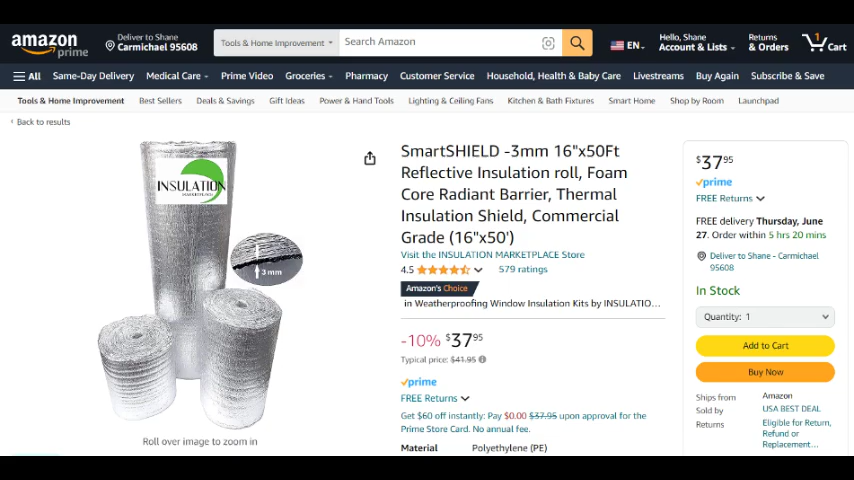 amazon
prime
Deliver to Shane
Carmichael 95608
Tools & Home Improvement
Search Amazon
EN
Hello, Shane
Account & Lists
Returns
& Orders
1
Cart
All
Same-Day Delivery
Medical Care
Prime Video
Groceries
Pharmacy
Customer Service
Household, Health & Baby Care
Livestreams
Buy Again
Subscribe & Save
Tools & Home Improvement
Best Sellers
Deals & Savings
Gift Ideas
Power & Hand Tools
Lighting & Ceiling Fans
Kitchen & Bath Fixtures
Smart Home
Shop by Room
Launchpad
‹ Back to results
INSULATION
3 mm
Roll over image to zoom in
SmartSHIELD -3mm 16"x50Ft
Reflective Insulation roll, Foam
Core Radiant Barrier, Thermal
Insulation Shield, Commercial
Grade (16"x50')
Visit the INSULATION MARKETPLACE Store
4.5
579 ratings
Amazon's Choice
in Weatherproofing Window Insulation Kits by INSULATIO...
-10% $3795
Typical price: $41.95
prime
FREE Returns
Get $60 off instantly: Pay $0.00 $37.95 upon approval for the
Prime Store Card. No annual fee.
Material Polyethylene (PE)
$3795
prime
FREE Returns
FREE delivery Thursday, June
27. Order within 5 hrs 20 mins
Deliver to Shane - Carmichael
95608
In Stock
Quantity: 1
Add to Cart
Buy Now
Ships from Amazon
Sold by USA BEST DEAL
Returns Eligible for Return,
Refund or
Replacement...